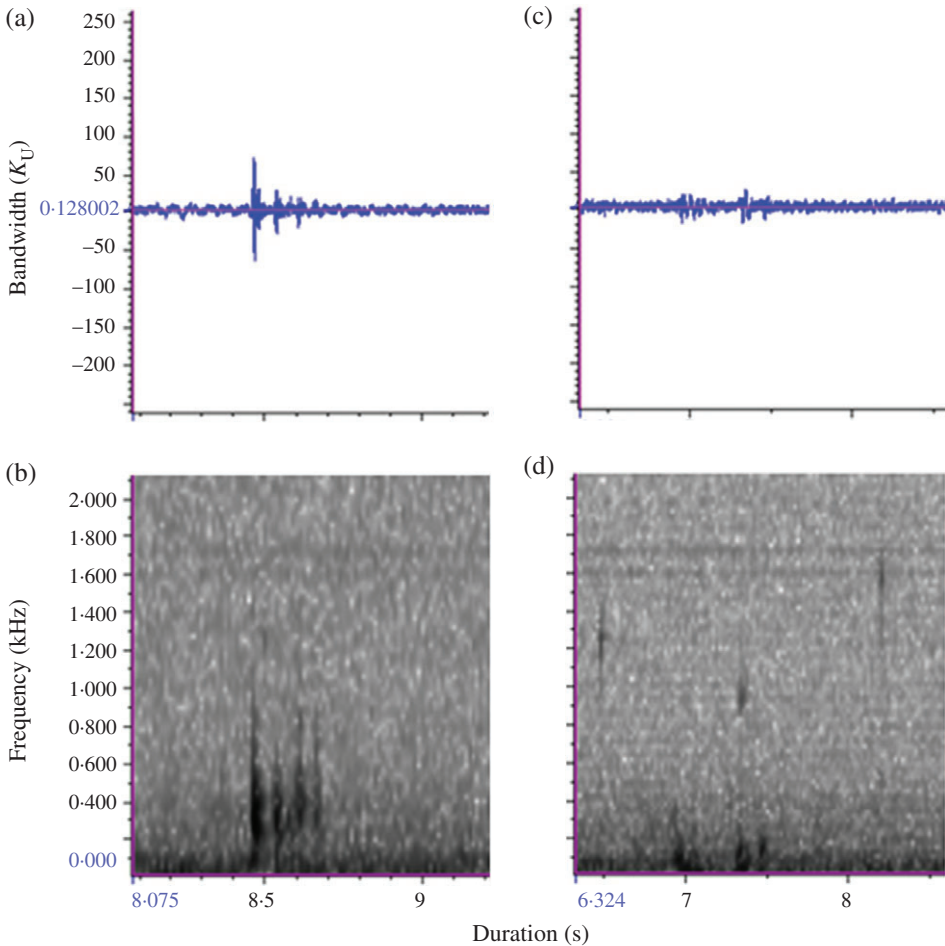 (a)
(c)
Bandwidth (K_U)
250
200
150
100
50
0·128002
−50
−100
−150
−200
(b)
(d)
Frequency (kHz)
2·000
1·800
1·600
1·400
1·200
1·000
0·800
0·600
0·400
0·000
8·075 8·5 9
6·324 7 8
Duration (s)